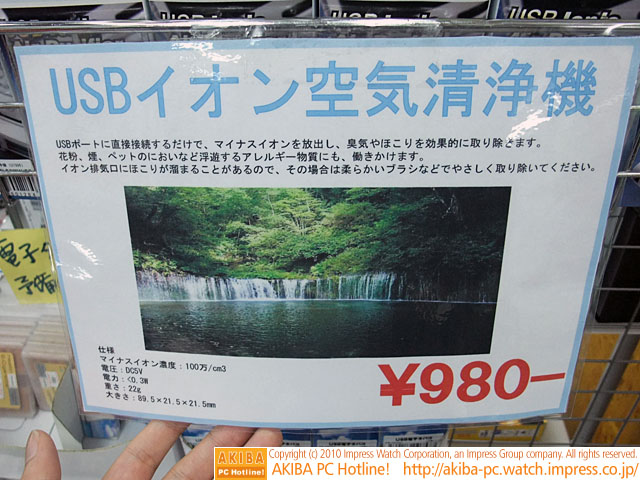 USBイオン空気清浄機
USBポートに直接接続するだけで、マイナスイオンを放出し、臭気やほこりを効果的に取り除きます。
花粉、煙、ペットのにおいなど浮遊するアレルギー物質にも、働きかけます。
イオン排気口にほこりが溜まることがあるので、その場合は柔らかいブラシなどでやさしく取り除いてください。
仕様
マイナスイオン濃度:100万/cm3
電圧:DC5V
電力:<0.3W
重さ:22g
大きさ:89.5×21.5×21.5mm
¥980-
電子
予備
AKIBA PC Hotline!
Copyright (c) 2010 Impress Watch Corporation, an Impress Group company. All rights reserved.
AKIBA PC Hotline! http://akiba-pc.watch.impress.co.jp/